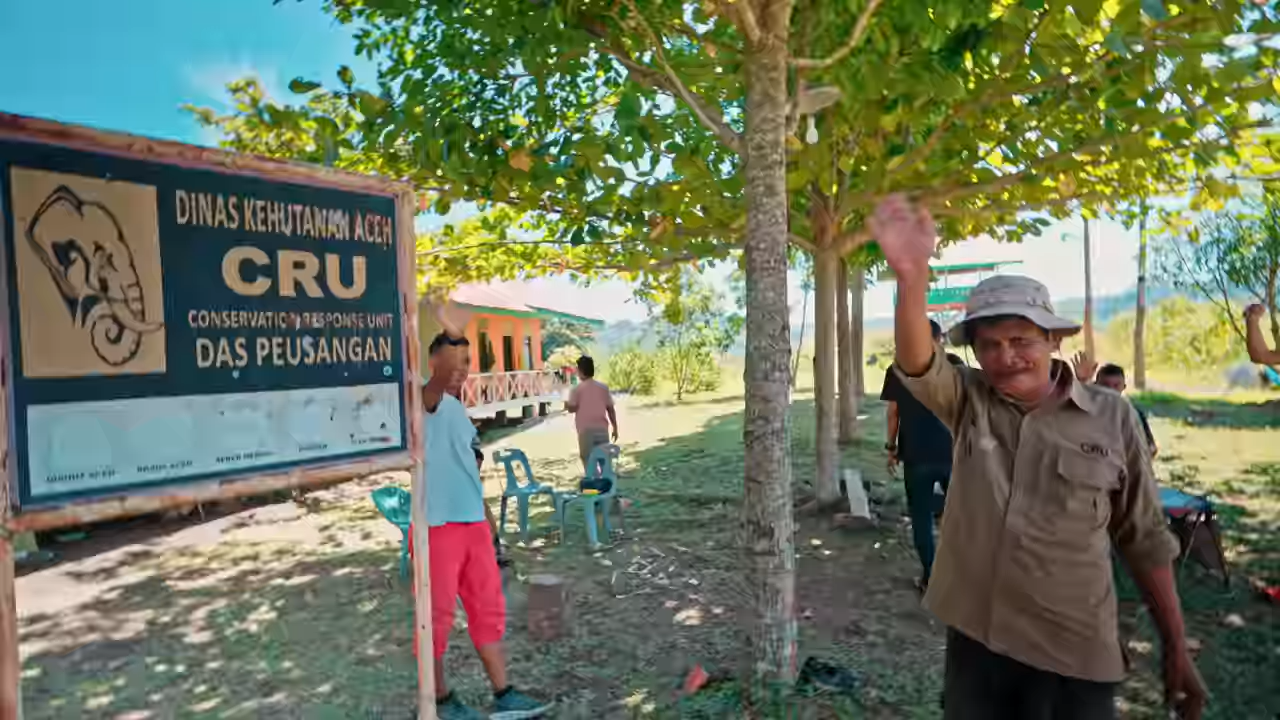 DINAS KEHUTANAN ACEH
CRU
CONSERVATION RESPONSE UNIT
DAS PEUSANGAN
CRU